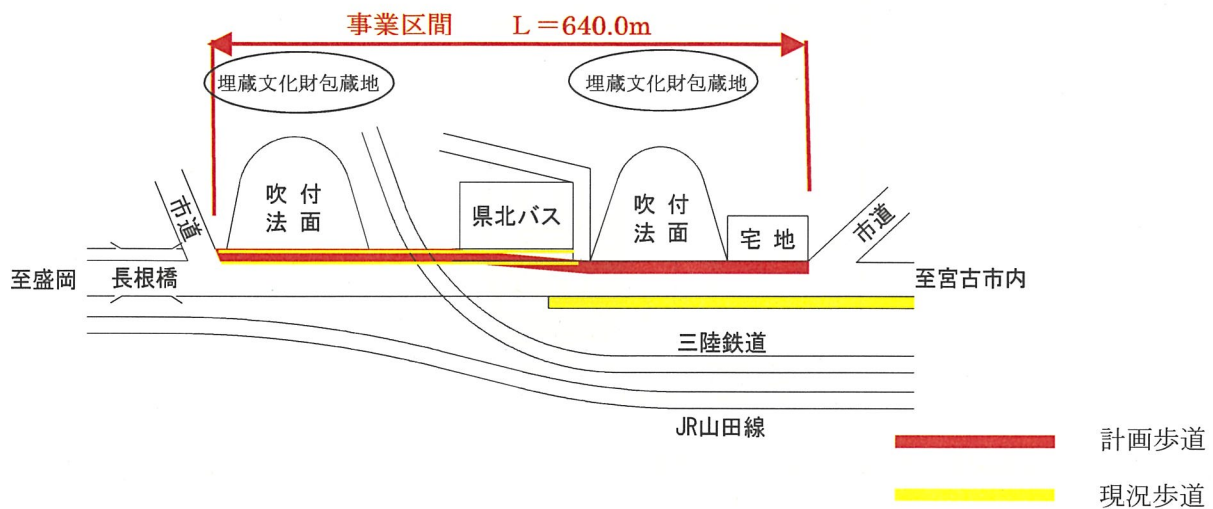 事業区間 L=640.0m
埋蔵文化財包蔵地
埋蔵文化財包蔵地
市道
吹付
法面
県北バス
吹付
法面
宅地
市道
至盛岡
長根橋
至宮古市内
三陸鉄道
JR山田線
計画歩道
現況歩道